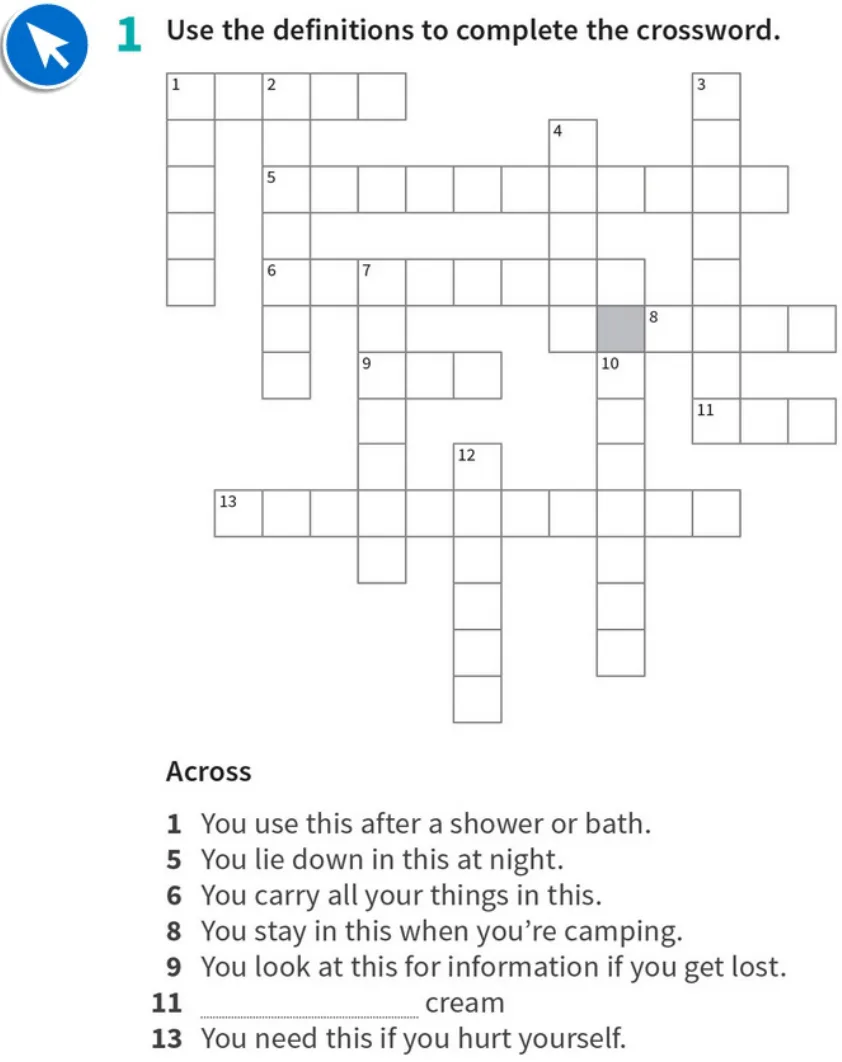 1 Use the definitions to complete the crossword.
1 2 3
4
5
6 7
8
9 10
11
12
13
Across
1 You use this after a shower or bath.
5 You lie down in this at night.
6 You carry all your things in this.
8 You stay in this when you’re camping.
9 You look at this for information if you get lost.
11 ____________ cream
13 You need this if you hurt yourself.